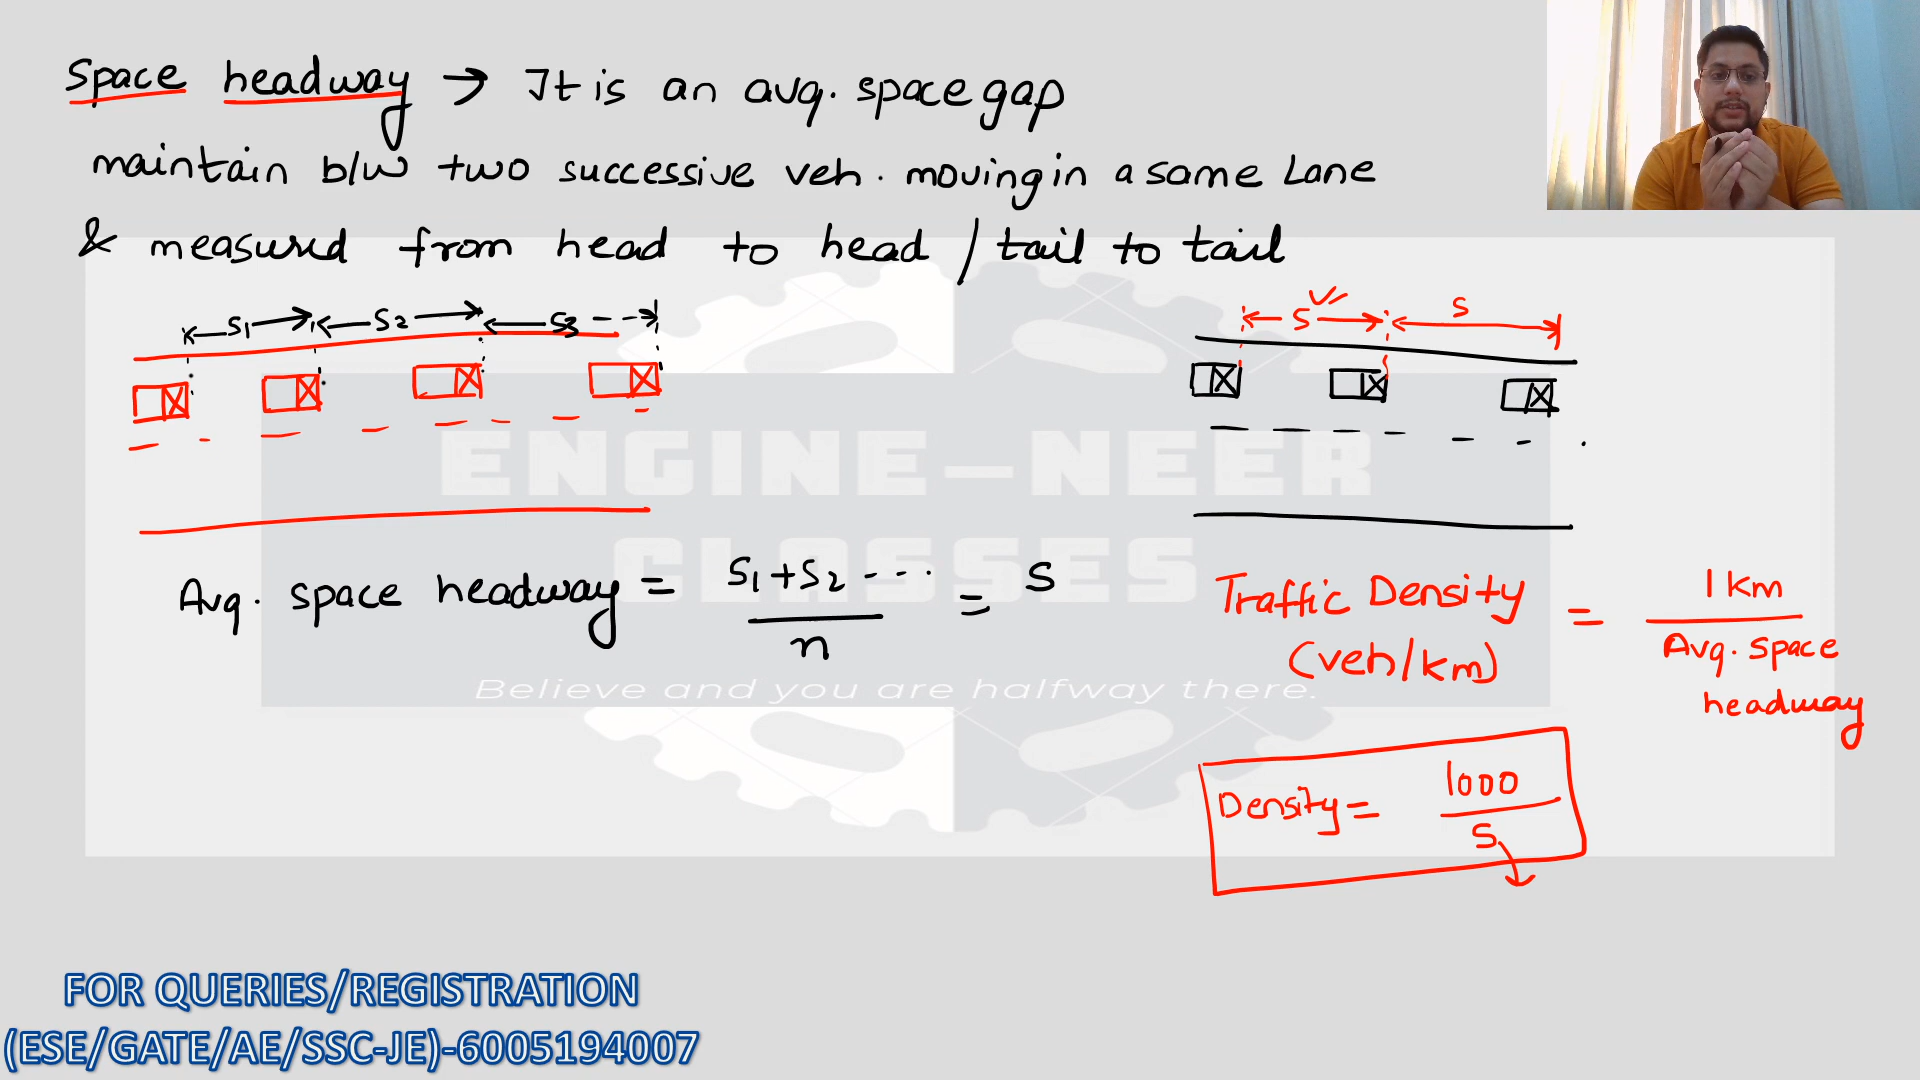 Space headway → It is an avg. space gap
maintain b/w two successive veh. moving in a same Lane
& measured from head to head / tail to tail
S1 S2 S3
S S
ENGINE-NEER
CLASSES
Believe and you are halfway there.
Avg. space headway = S1+S2 --- / n = S
Traffic Density (veh/km) = 1 km / Avg. space headway
Density = 1000 / S
FOR QUERIES/REGISTRATION
(ESE/GATE/AE/SSC-JE)-6005194007